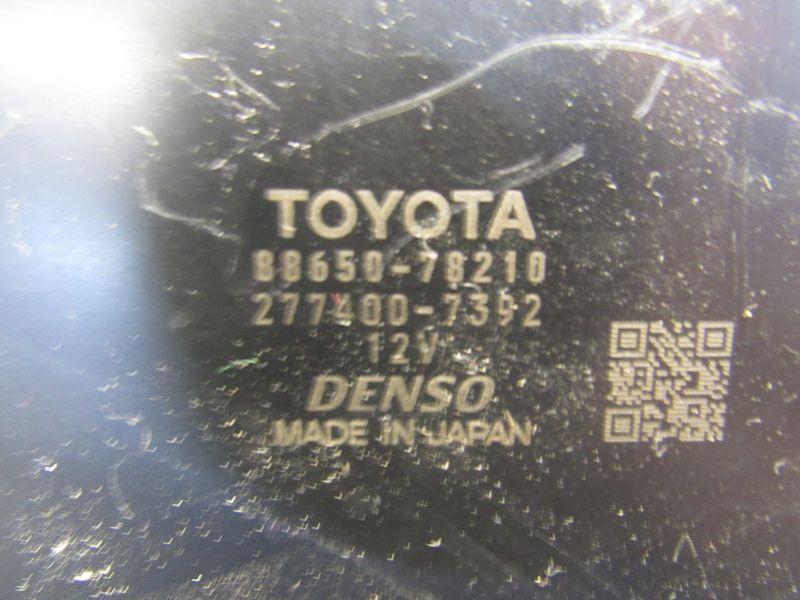 TOYOTA
88650-78210
277400-7392
12V
DENSO
MADE IN JAPAN